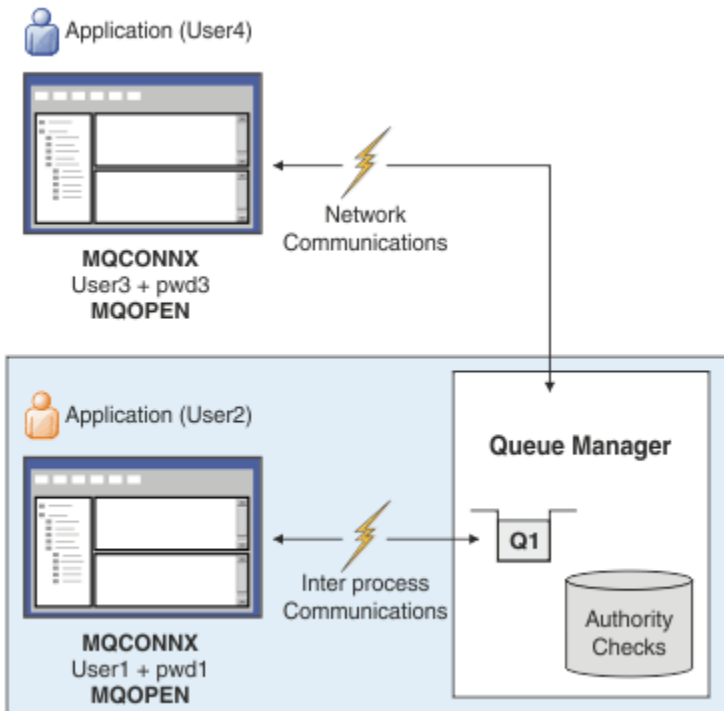 Application (User4)
Network
Communications
MQCONNX
User3 + pwd3
MQOPEN
Application (User2)
Queue Manager
Q1
Inter process
Communications
Authority
Checks
MQCONNX
User1 + pwd1
MQOPEN